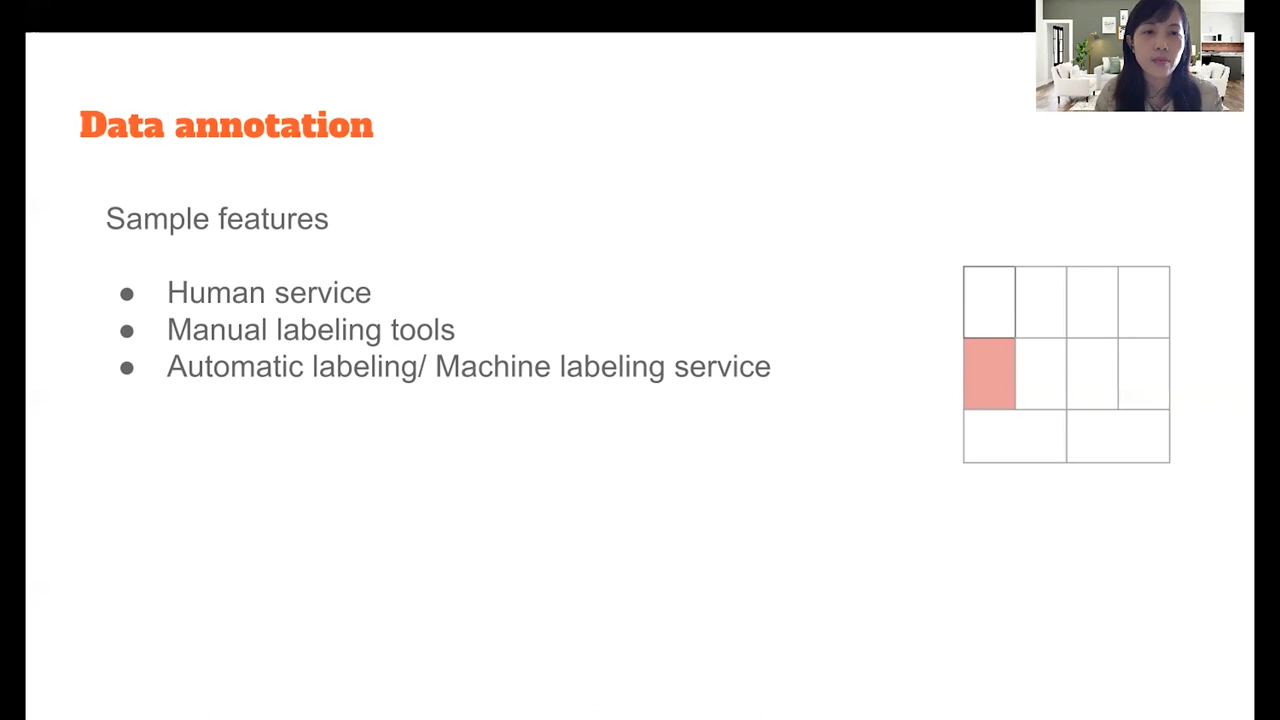 Data annotation
Sample features
● Human service
● Manual labeling tools
● Automatic labeling/ Machine labeling service